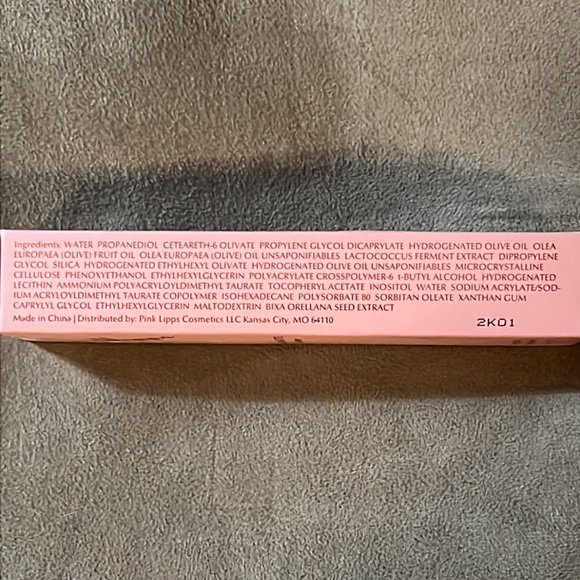 Ingredients: WATER PROPANEDIOL CETEARETH-6 OLIVATE PROPYLENE GLYCOL DICAPRYLATE HYDROGENATED OLIVE OIL OLEA
EUROPAEA (OLIVE) FRUIT OIL OLEA EUROPAEA (OLIVE) OIL UNSAPONIFIABLES LACTOCOCCUS FERMENT EXTRACT DIPROPYLENE
GLYCOL SILICA HYDROGENATED ETHYLHEXYL OLIVATE HYDROGENATED OLIVE OIL UNSAPONIFIABLES MICROCRYSTALLINE
CELLULOSE PHENOXYETHANOL ETHYLHEXYLGLYCERIN POLYACRYLATE CROSSPOLYMER-6 t-BUTYL ALCOHOL HYDROGENATED
LECITHIN AMMONIUM POLYACRYLOYLDIMETHYL TAURATE TOCOPHERYL ACETATE INOSITOL WATER SODIUM ACRYLATE/SOD-
IUM ACRYLOYLDIMETHYL TAURATE COPOLYMER ISOHEXADECANE POLYSORBATE 80 SORBITAN OLEATE XANTHAN GUM
CAPRYLYL GLYCOL ETHYLHEXYLGLYCERIN MALTODEXTRIN BIXA ORELLANA SEED EXTRACT
Made in China | Distributed by: Pink Lipps Cosmetics LLC Kansas City, MO 64110
2K01